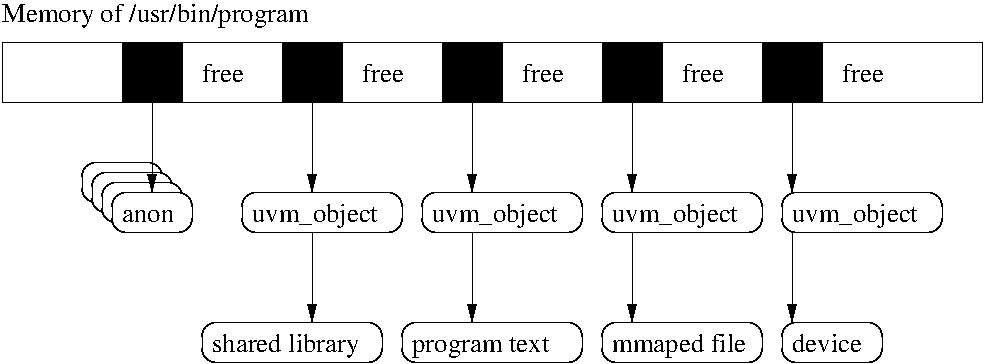 Memory of /usr/bin/program
free free free free free
anon uvm_object uvm_object uvm_object uvm_object
shared library program text mmaped file device